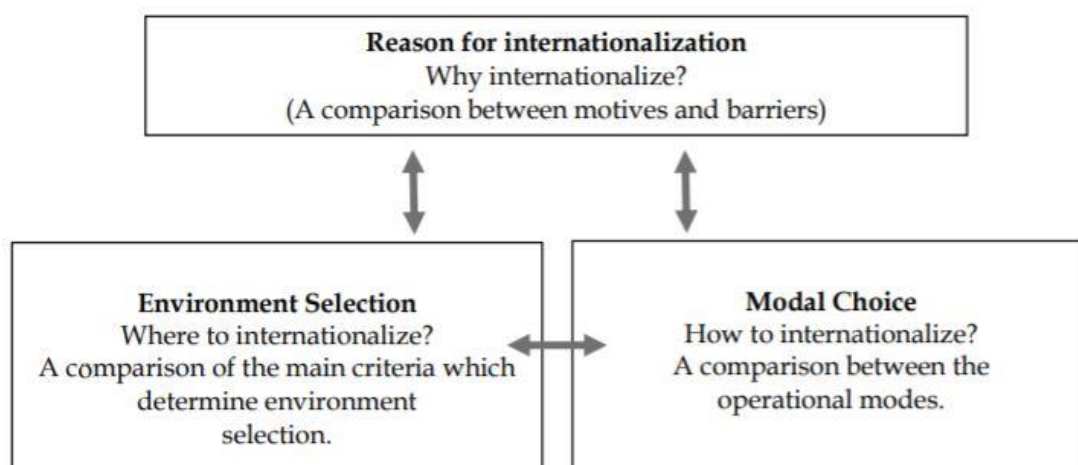 Reason for internationalization
Why internationalize?
(A comparison between motives and barriers)
Environment Selection
Where to internationalize?
A comparison of the main criteria which
determine environment
selection.
Modal Choice
How to internationalize?
A comparison between the
operational modes.